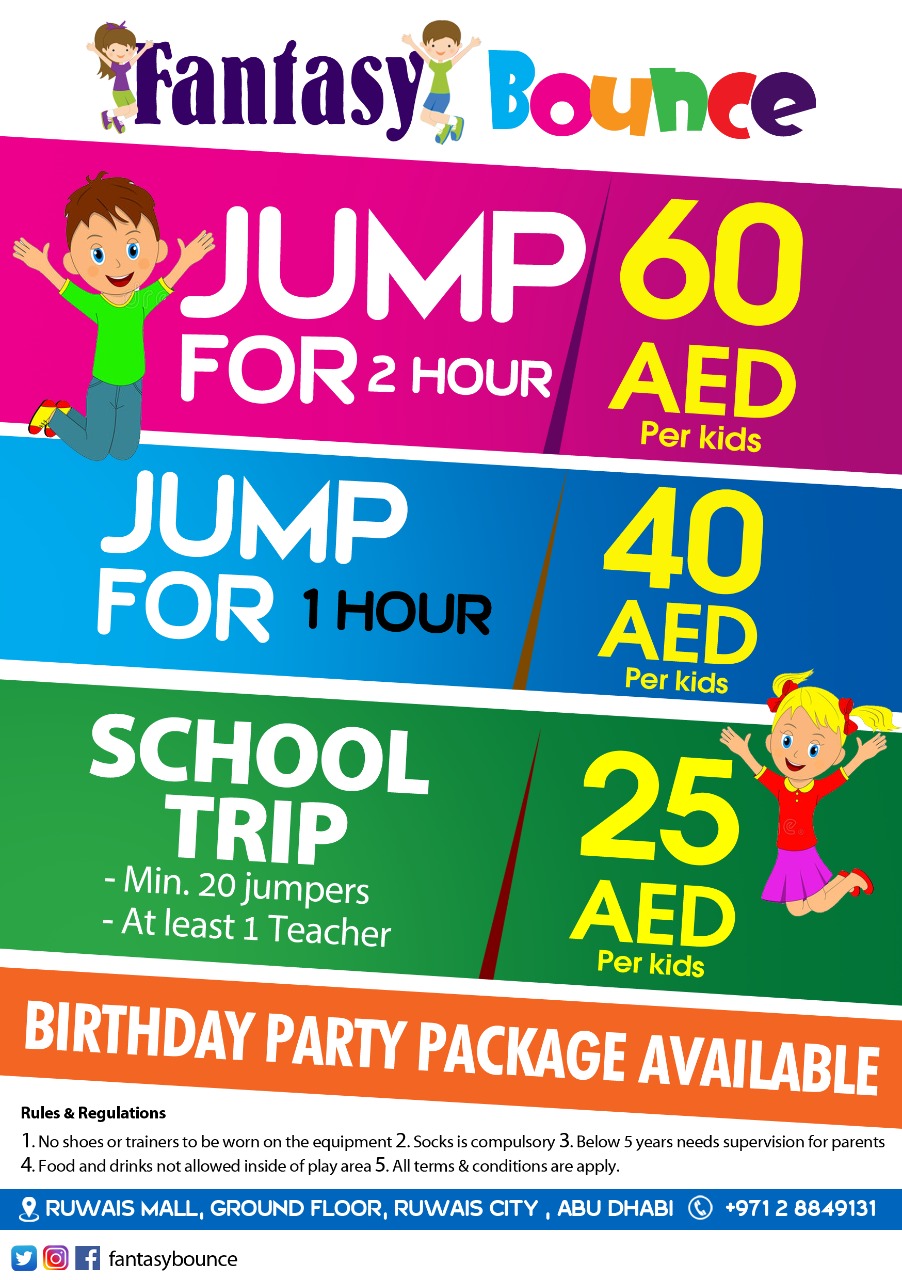 Fantasy Bounce
JUMP
FOR 2 HOUR
60
AED
Per kids
JUMP
FOR 1 HOUR
40
AED
Per kids
SCHOOL
TRIP
- Min. 20 jumpers
- At least 1 Teacher
25
AED
Per kids
BIRTHDAY PARTY PACKAGE AVAILABLE
Rules & Regulations
1. No shoes or trainers to be worn on the equipment 2. Socks is compulsory 3. Below 5 years needs supervision for parents
4. Food and drinks not allowed inside of play area 5. All terms & conditions are apply.
RUWAIS MALL, GROUND FLOOR, RUWAIS CITY , ABU DHABI +971 2 8849131
fantasybounce